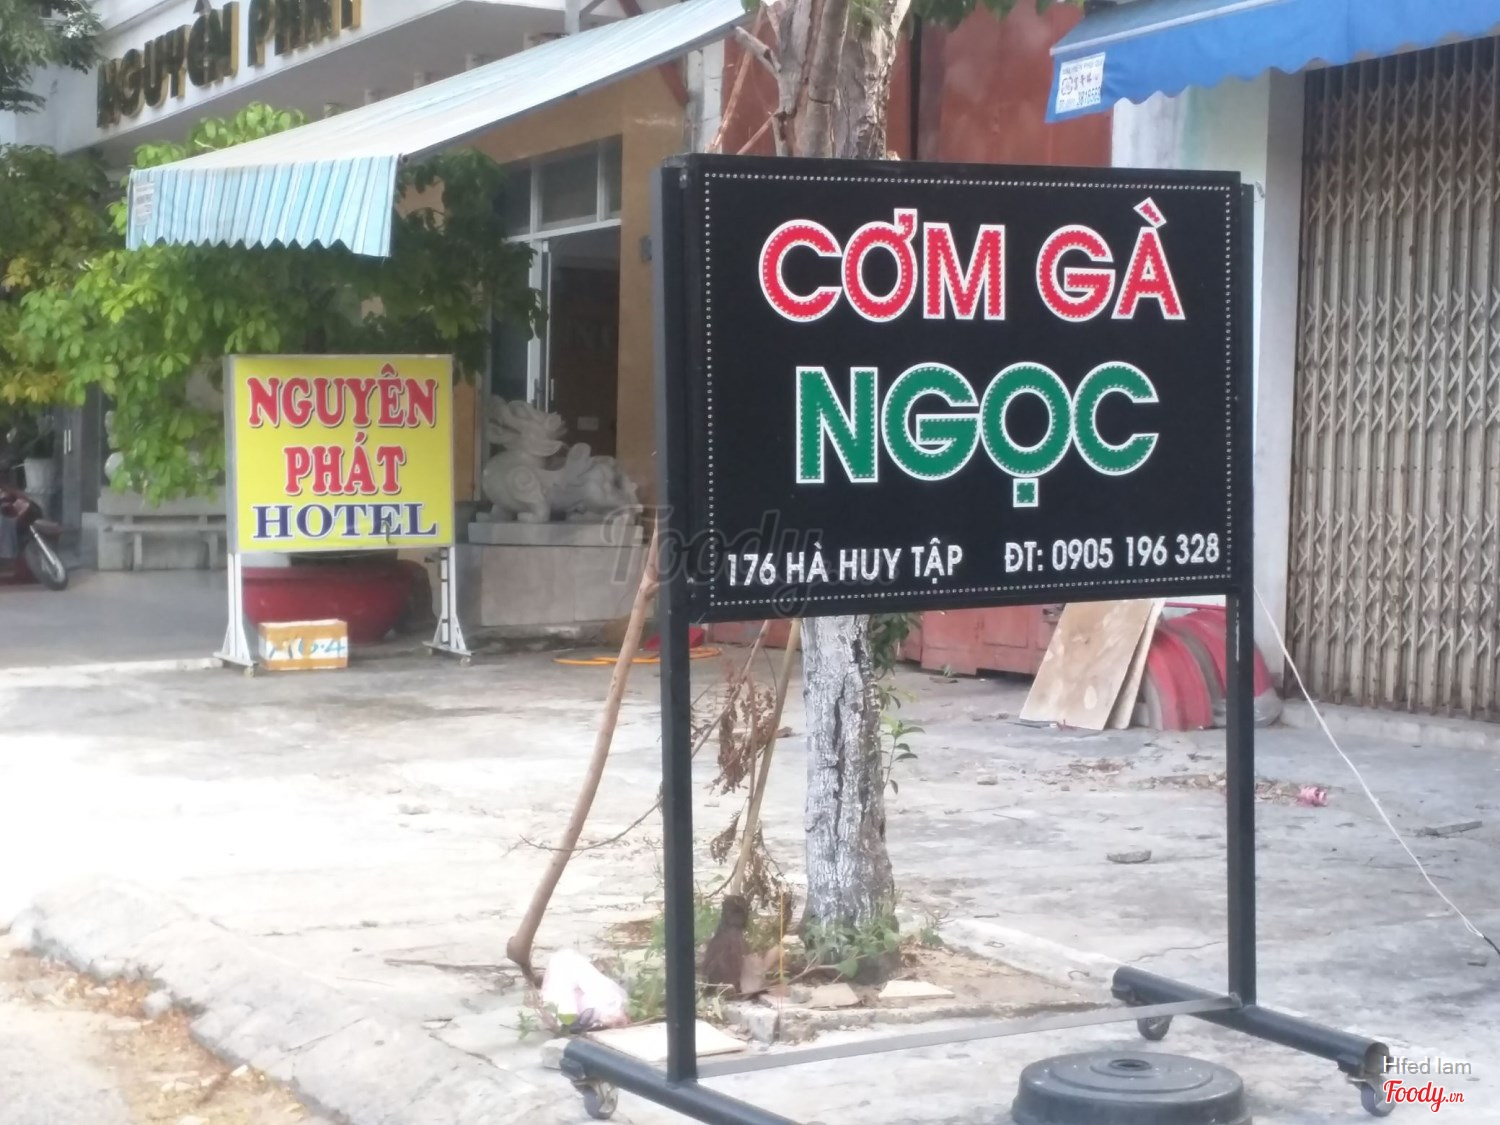 NGUYÊN PHÁT
NGUYÊN
PHÁT
HOTEL
CƠM GÀ
NGỌC
176 HÀ HUY TẬP ĐT: 0905 196 328
Foody
Hfed lam
Foody.vn